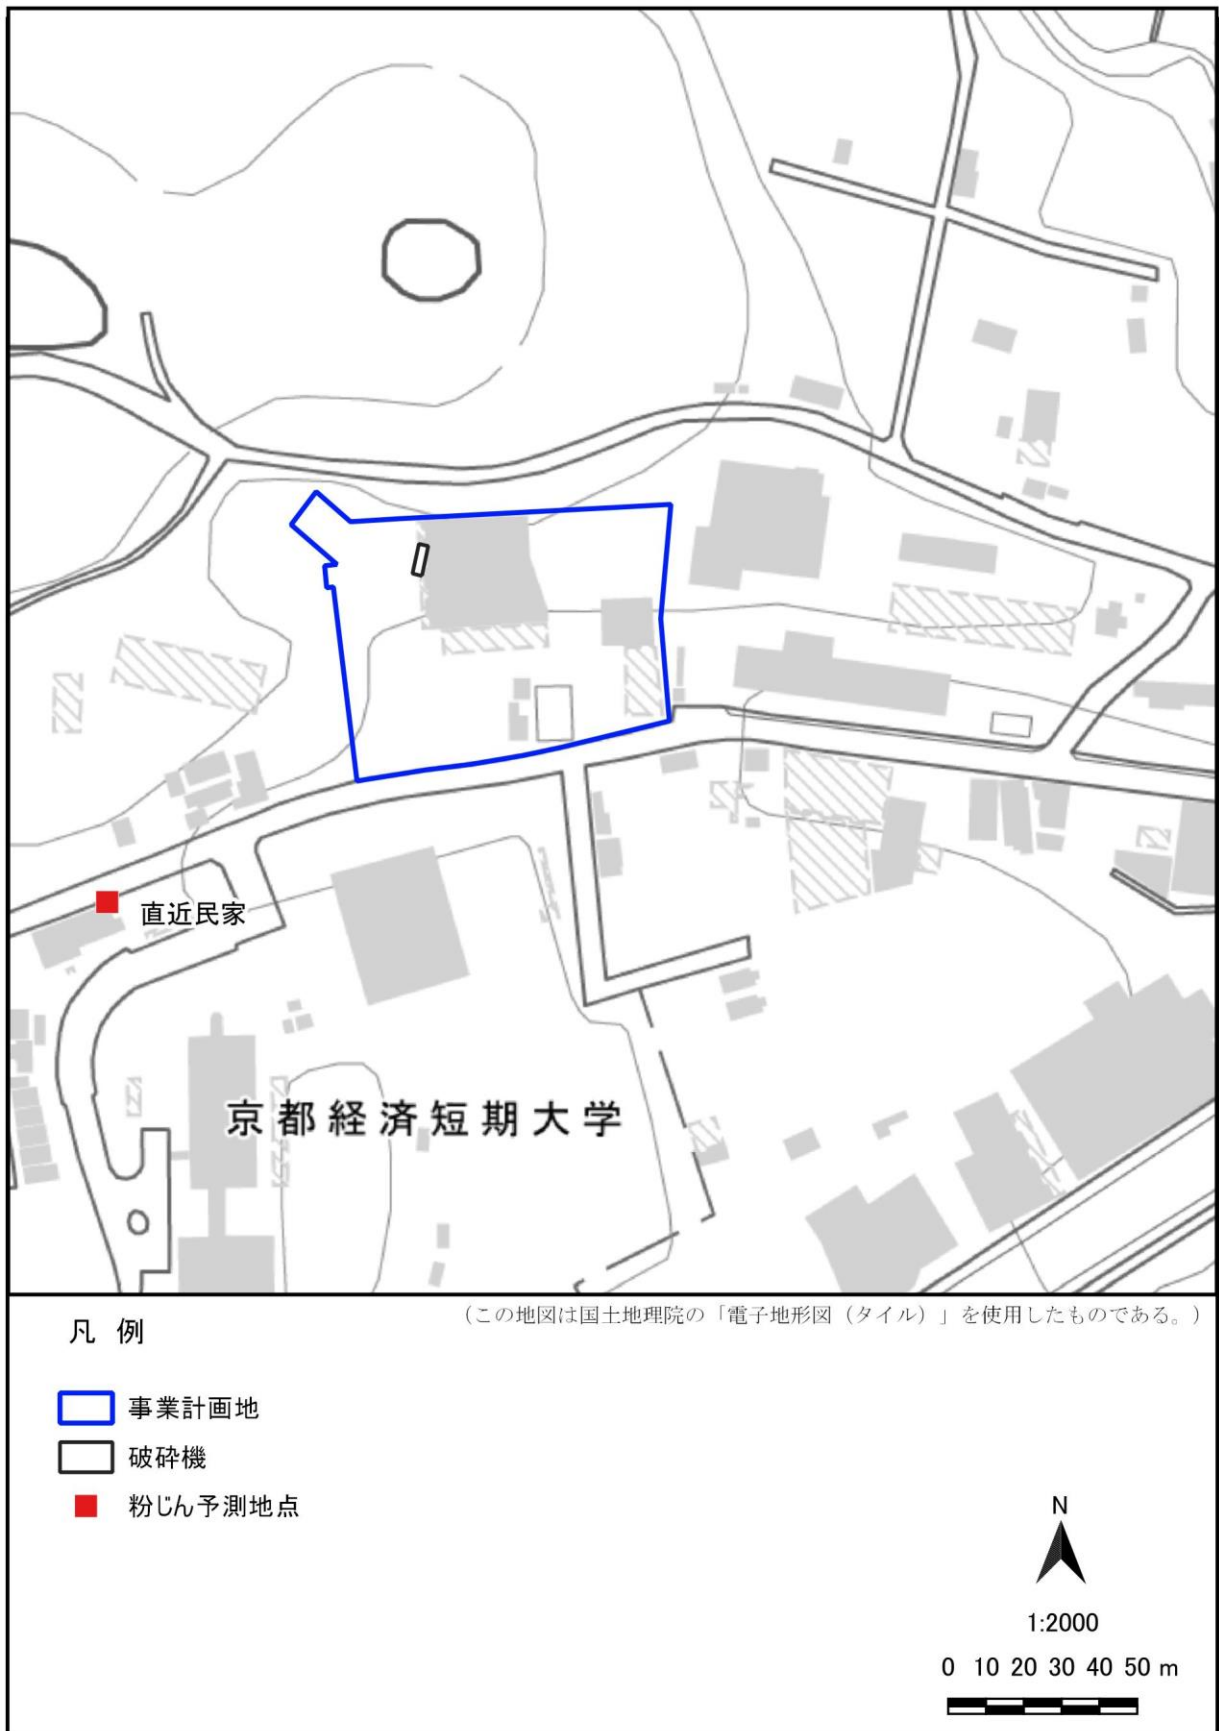 直近民家
京都経済短期大学
（この地図は国土地理院の「電子地形図（タイル）」を使用したものである。）
凡 例
事業計画地
破砕機
粉じん予測地点
N
1:2000
0 10 20 30 40 50 m